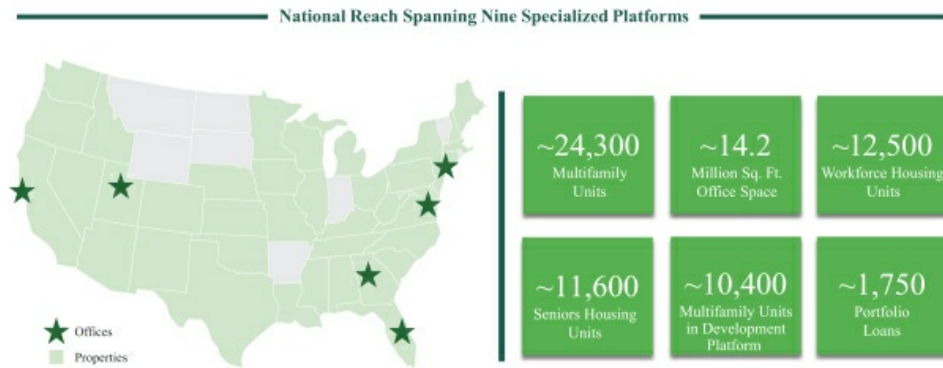 National Reach Spanning Nine Specialized Platforms
~24,300
Multifamily
Units
~14.2
Million Sq. Ft.
Office Space
~12,500
Workforce Housing
Units
~11,600
Seniors Housing
Units
~10,400
Multifamily Units
in Development
Platform
~1,750
Portfolio
Loans
Offices
Properties